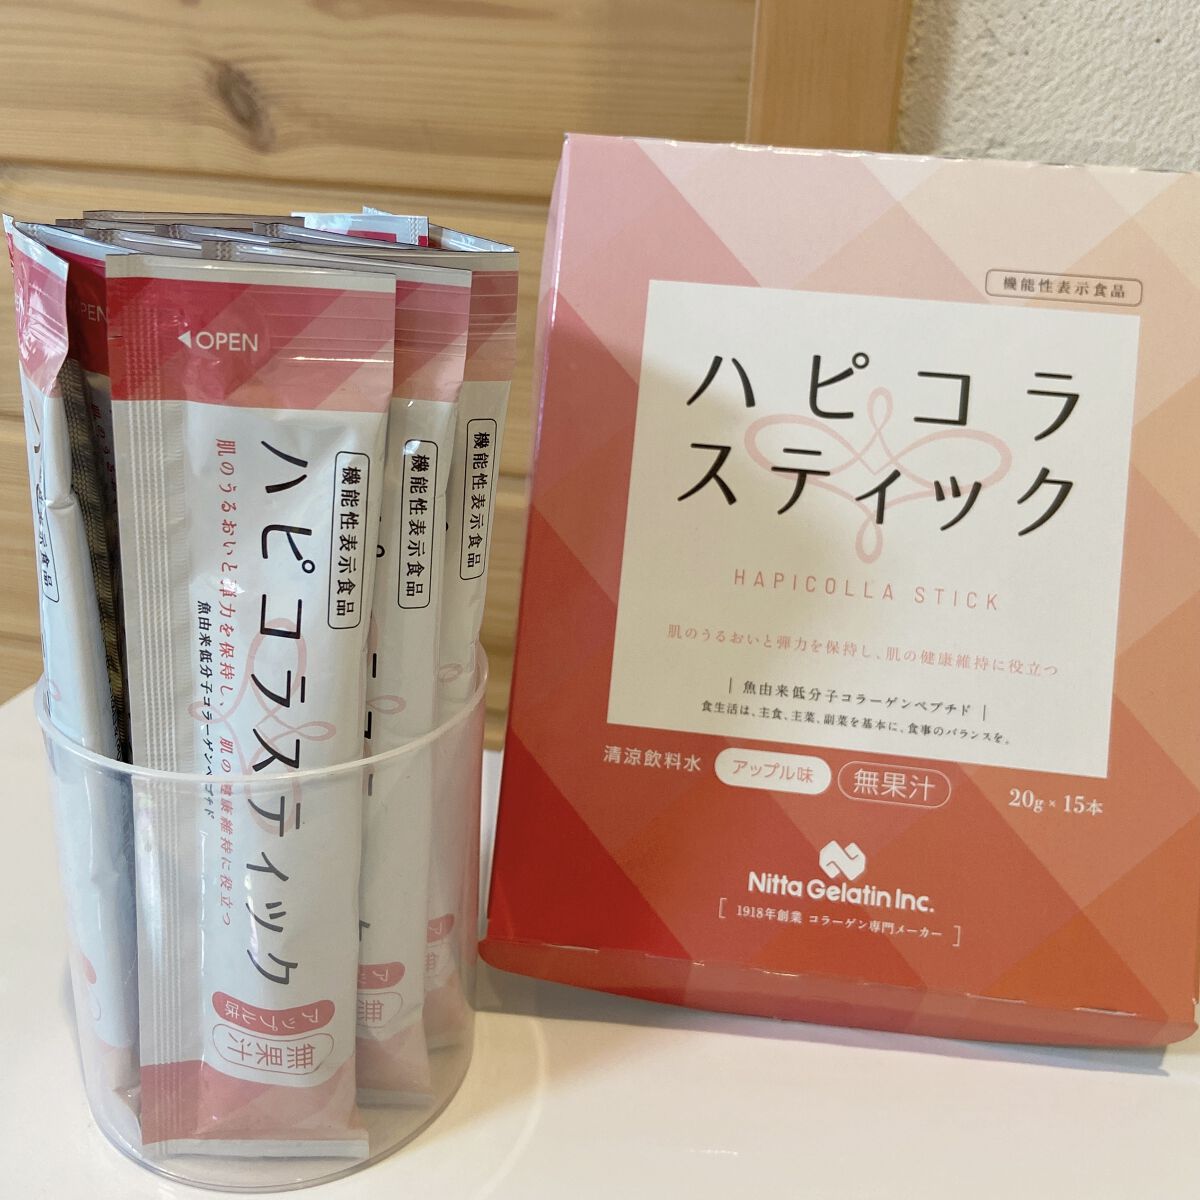 機能性表示食品
ハピコラ
スティック
HAPICOLLA STICK
肌のうるおいと弾力を保持し、肌の健康維持に役立つ
| 魚由来低分子コラーゲンペプチド |
食生活は、主食、主菜、副菜を基本に、食事のバランスを。
清涼飲料水 アップル味 無果汁 20g×15本
Nitta Gelatin Inc.
[ 1918年創業 コラーゲン専門メーカー ]
◀OPEN
機能性表示食品
ハピコラスティック
肌のうるおいと弾力を保持し、肌の健康維持に役立つ
魚由来低分子コラーゲンペプチド
アップル味
無果汁
機能性表示食品
機能性表示食品